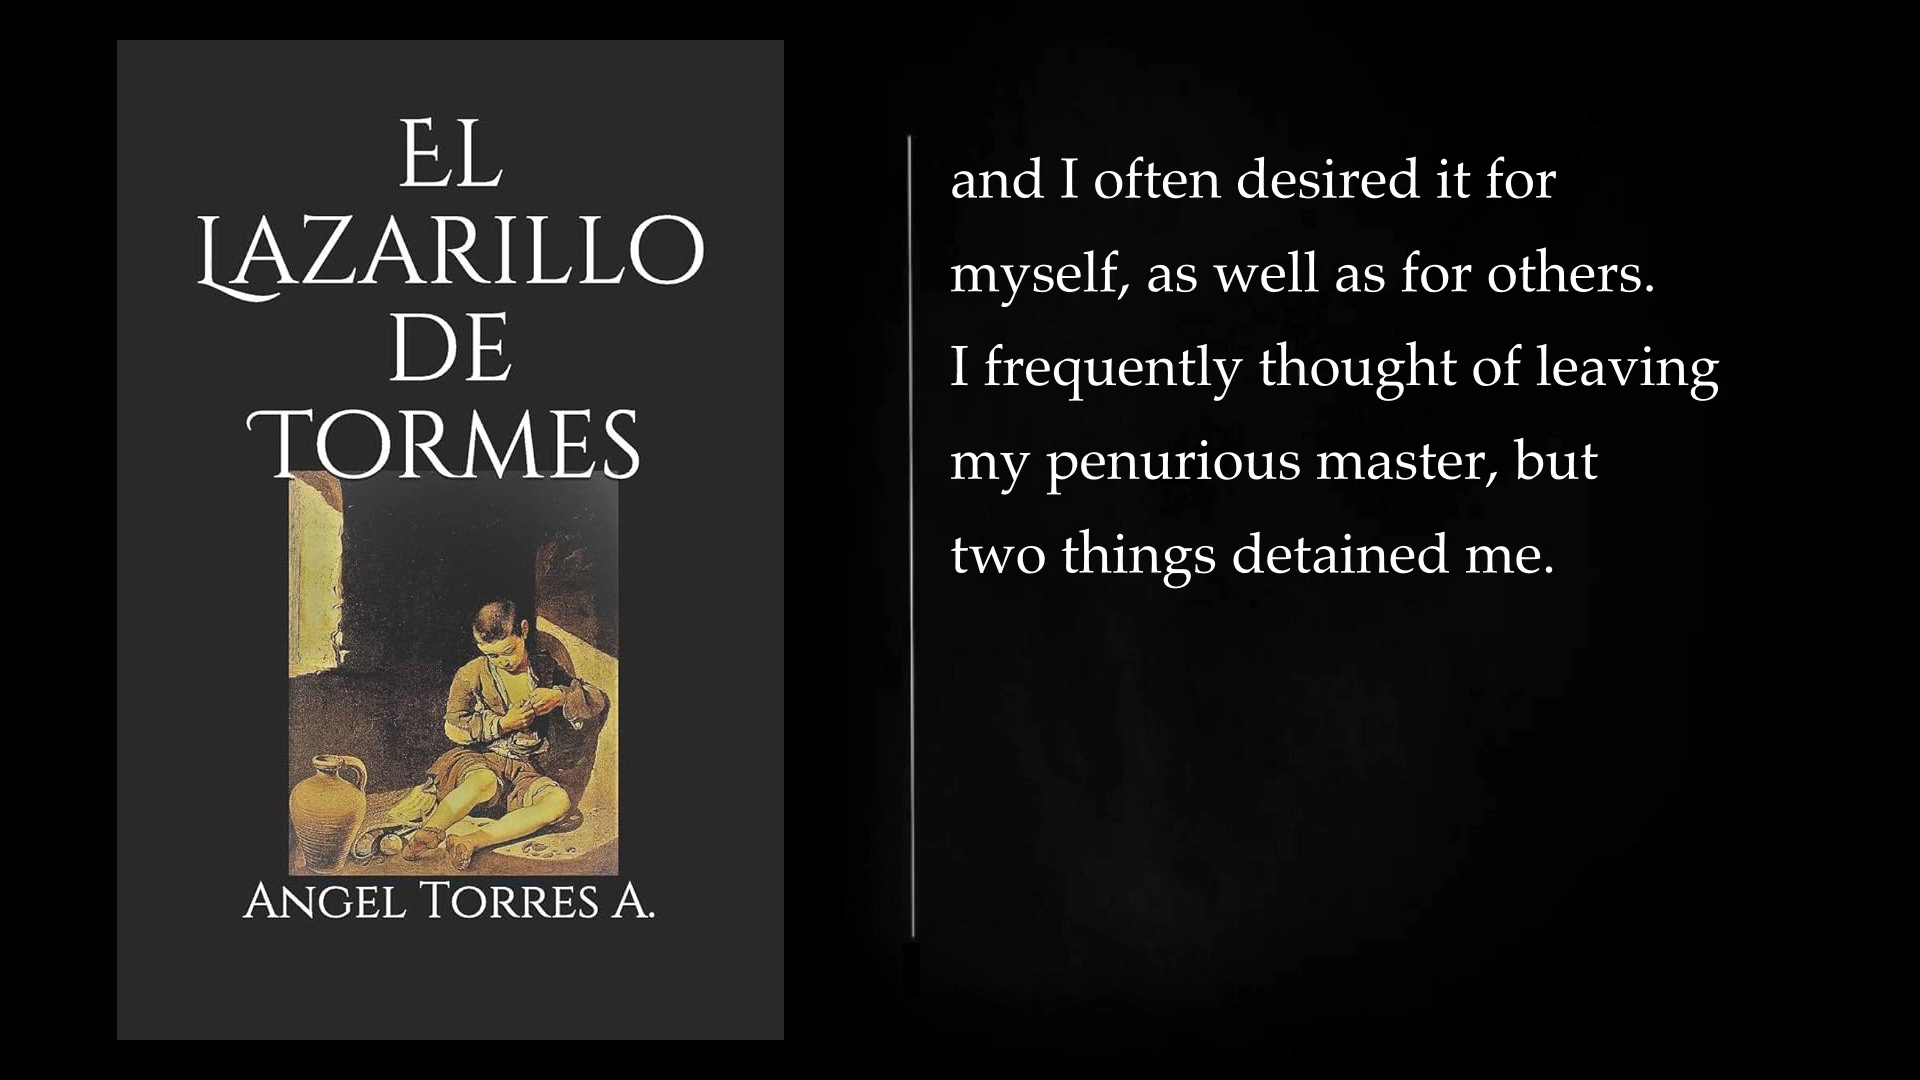 EL
LAZARILLO
DE
TORMES
ANGEL TORRES A.
and I often desired it for
myself, as well as for others.
I frequently thought of leaving
my penurious master, but
two things detained me.